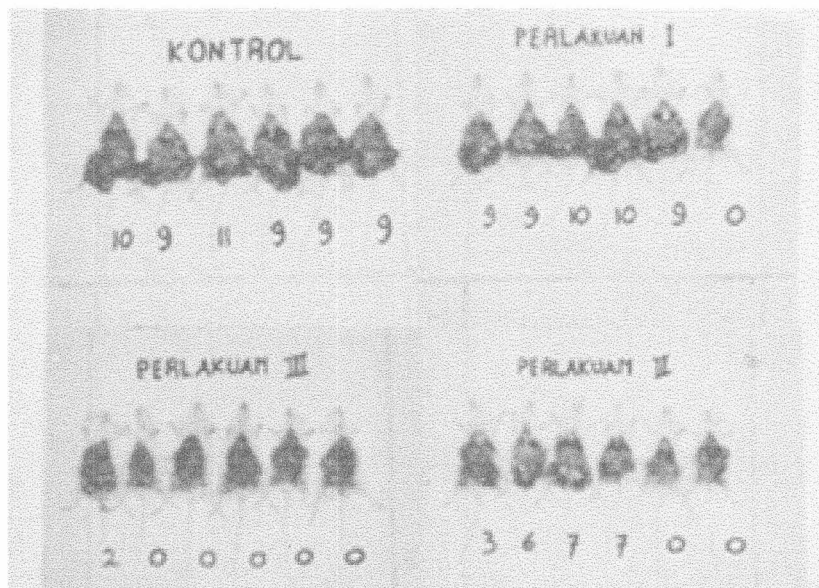 KONTROL
10 9 11 9 9 9
PERLAKUAN I
9 9 10 10 9 0
PERLAKUAN III
2 0 0 0 0 0
PERLAKUAN II
3 6 7 7 0 0